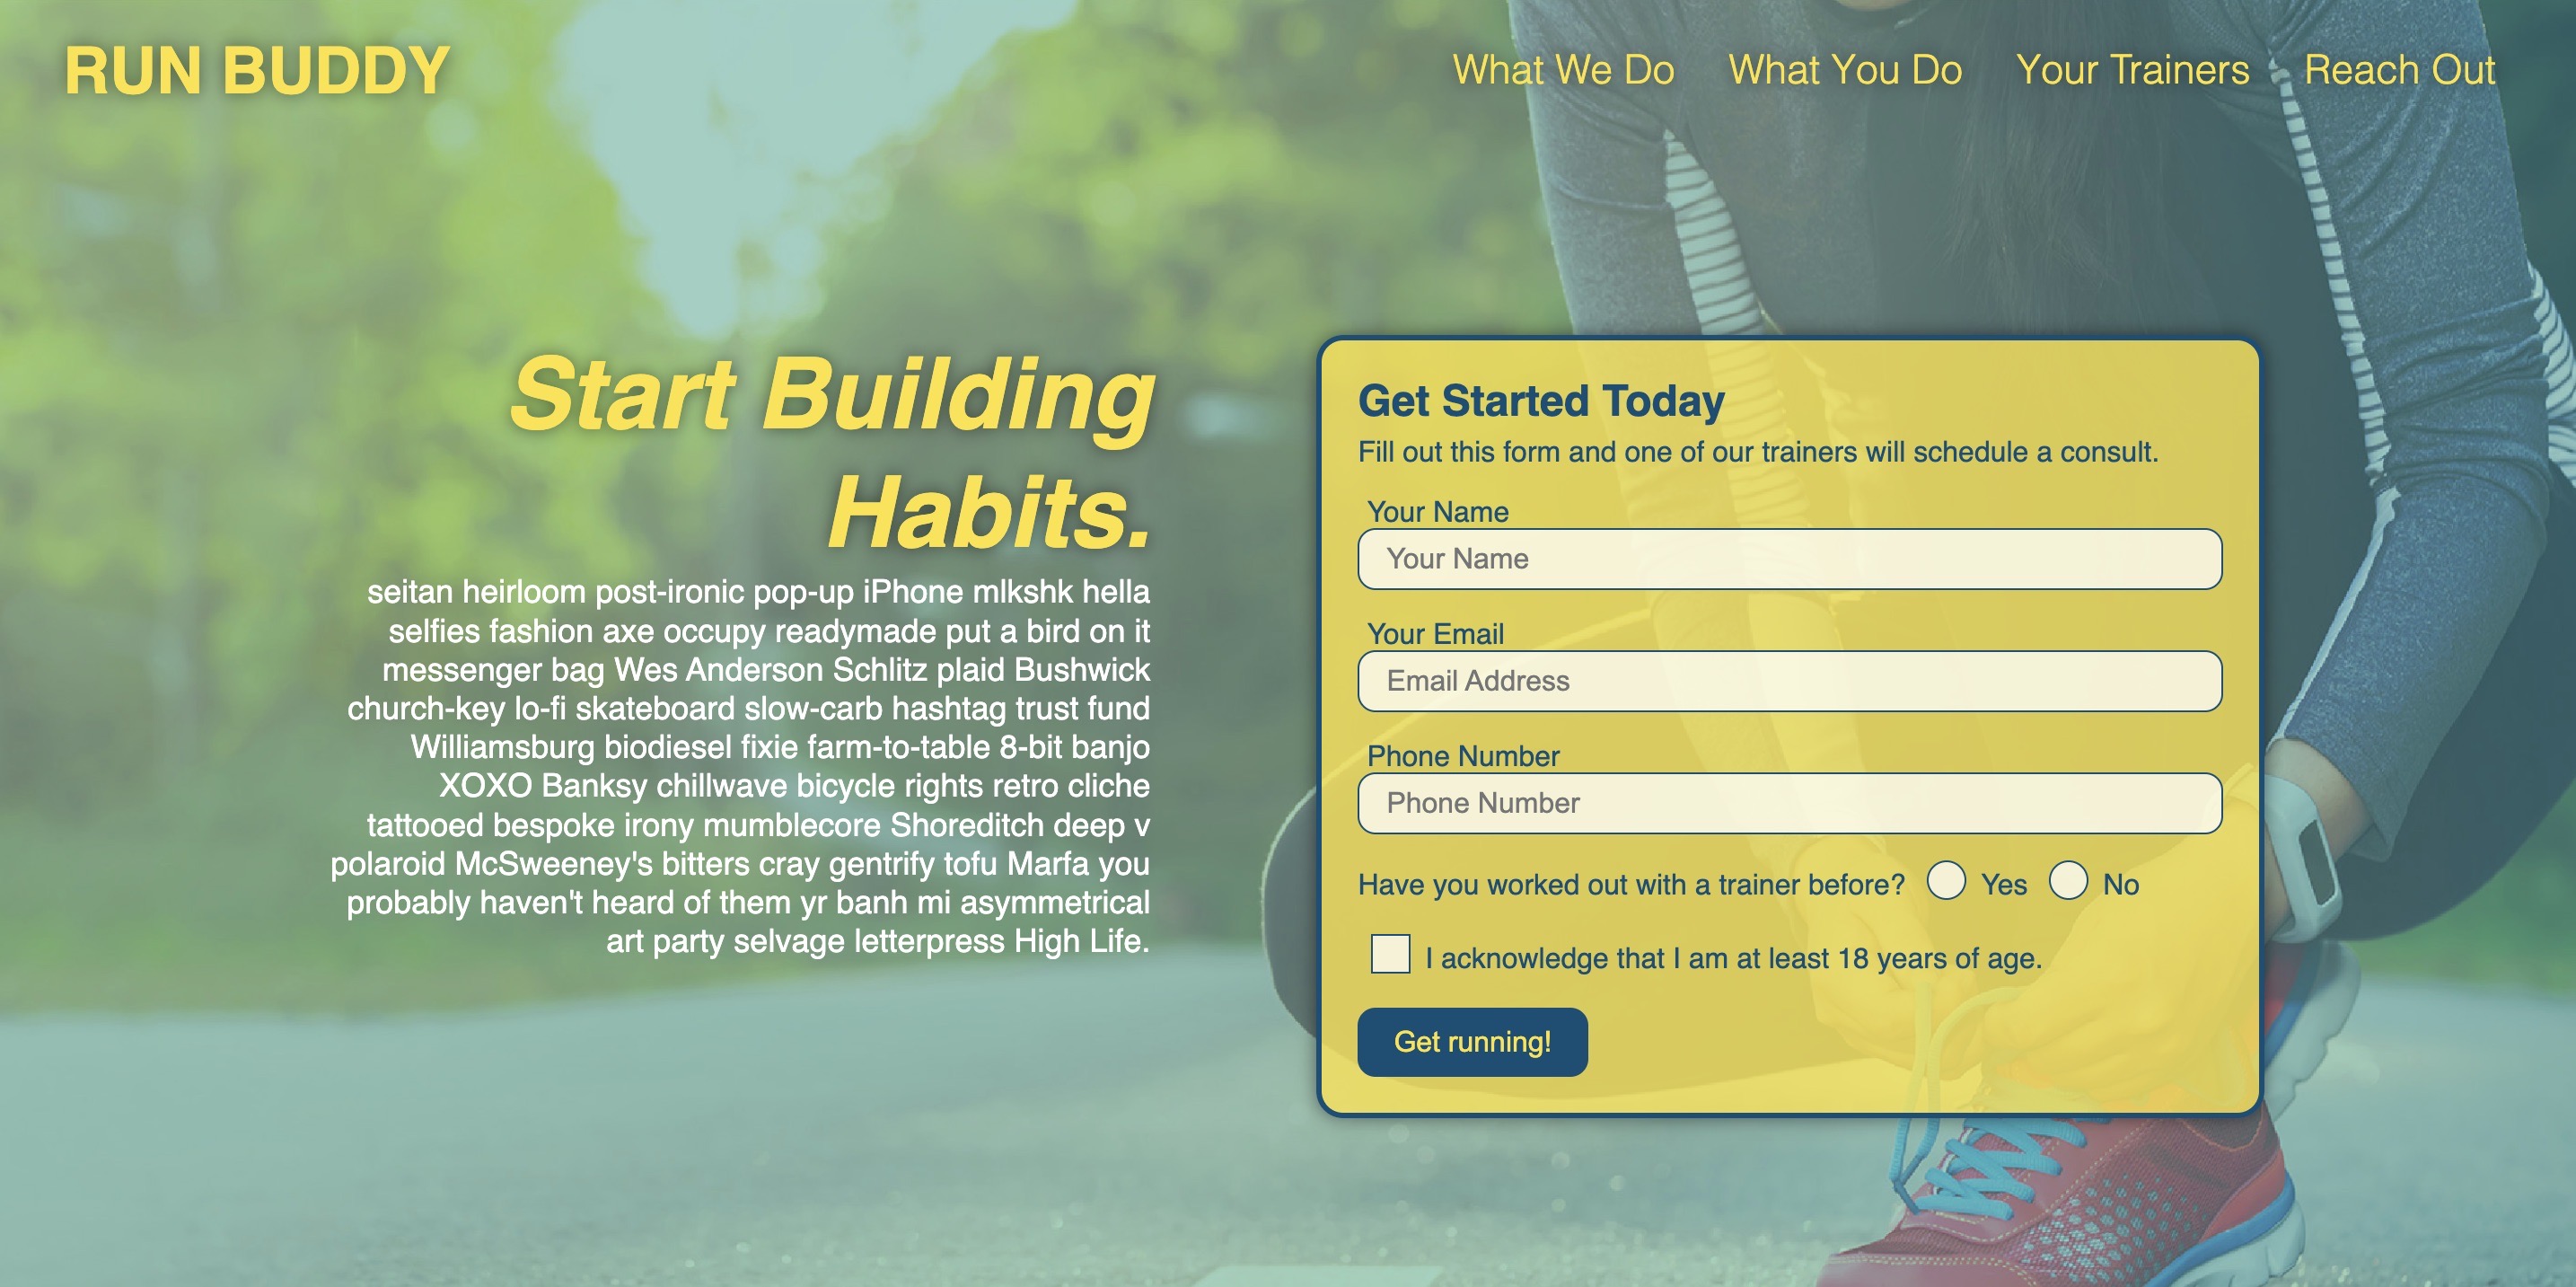 RUN BUDDY
What We Do
What You Do
Your Trainers
Reach Out
Start Building
Habits.
seitan heirloom post-ironic pop-up iPhone mlkshk hella
selfies fashion axe occupy readymade put a bird on it
messenger bag Wes Anderson Schlitz plaid Bushwick
church-key lo-fi skateboard slow-carb hashtag trust fund
Williamsburg biodiesel fixie farm-to-table 8-bit banjo
XOXO Banksy chillwave bicycle rights retro cliche
tattooed bespoke irony mumblecore Shoreditch deep v
polaroid McSweeney's bitters cray gentrify tofu Marfa you
probably haven't heard of them yr banh mi asymmetrical
art party selvage letterpress High Life.
Get Started Today
Fill out this form and one of our trainers will schedule a consult.
Your Name
Your Name
Your Email
Email Address
Phone Number
Phone Number
Have you worked out with a trainer before? Yes No
I acknowledge that I am at least 18 years of age.
Get running!